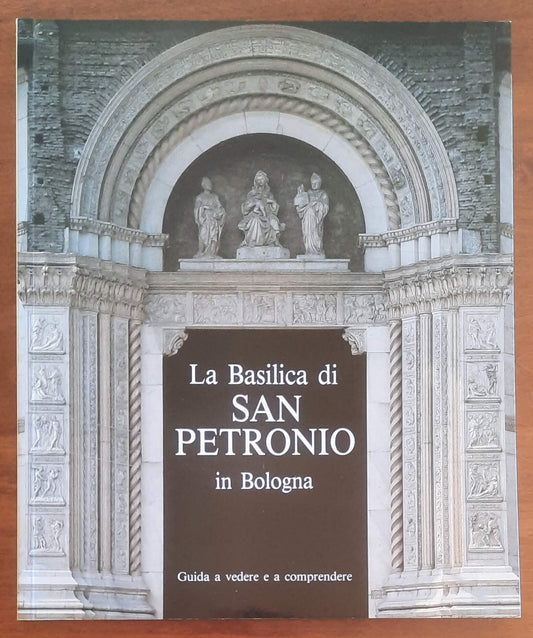 La Basilica di
SAN
PETRONIO
in Bologna
Guida a vedere e a comprendere